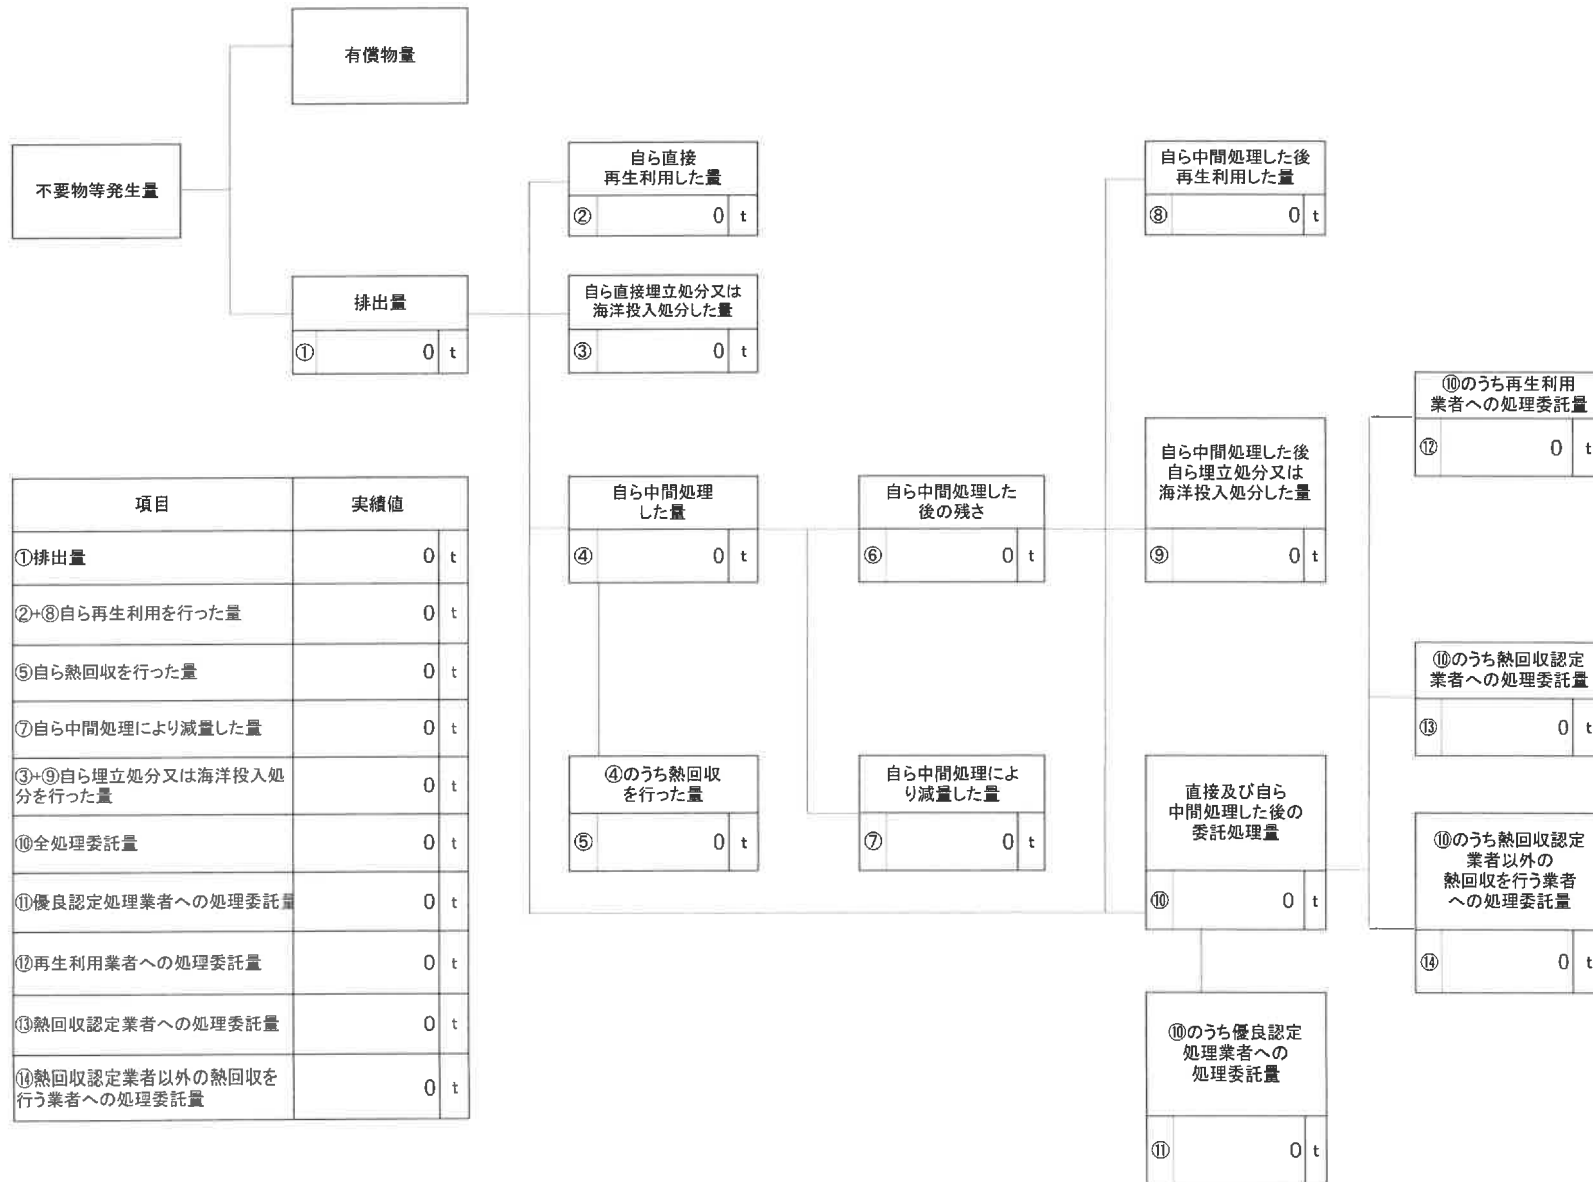 有償物量
不要物等発生量
排出量
① 0 t
自ら直接
再生利用した量
② 0 t
自ら直接埋立処分又は
海洋投入処分した量
③ 0 t
自ら中間処理
した量
④ 0 t
④のうち熱回収
を行った量
⑤ 0 t
自ら中間処理した
後の残さ
⑥ 0 t
自ら中間処理によ
り減量した量
⑦ 0 t
自ら中間処理した後
再生利用した量
⑧ 0 t
自ら中間処理した後
自ら埋立処分又は
海洋投入処分した量
⑨ 0 t
直接及び自ら
中間処理した後の
委託処理量
⑩ 0 t
⑩のうち優良認定
処理業者への
処理委託量
⑪ 0 t
⑩のうち再生利用
業者への処理委託量
⑫ 0 t
⑩のうち熱回収認定
業者への処理委託量
⑬ 0 t
⑩のうち熱回収認定
業者以外の
熱回収を行う業者
への処理委託量
⑭ 0 t
項目 実績値
①排出量 0 t
②+⑧自ら再生利用を行った量 0 t
⑤自ら熱回収を行った量 0 t
⑦自ら中間処理により減量した量 0 t
③+⑨自ら埋立処分又は海洋投入処
分を行った量 0 t
⑩全処理委託量 0 t
⑪優良認定処理業者への処理委託量 0 t
⑫再生利用業者への処理委託量 0 t
⑬熱回収認定業者への処理委託量 0 t
⑭熱回収認定業者以外の熱回収を
行う業者への処理委託量 0 t